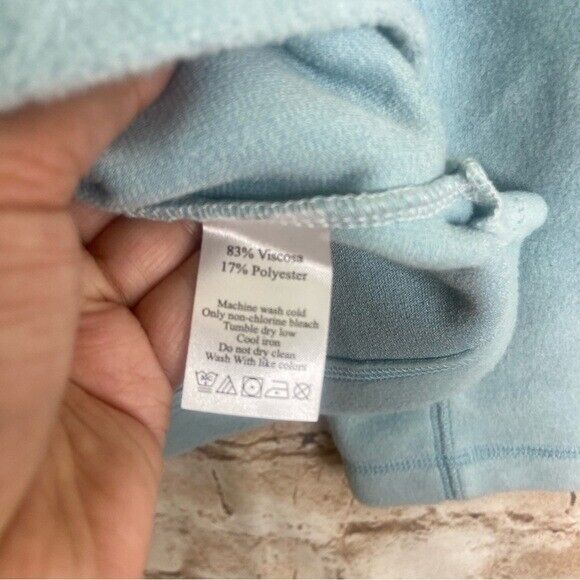 83% Viscosa
17% Polyester
Machine wash cold
Only non-chlorine bleach
Tumble dry low
Cool iron
Do not dry clean
Wash With like colors